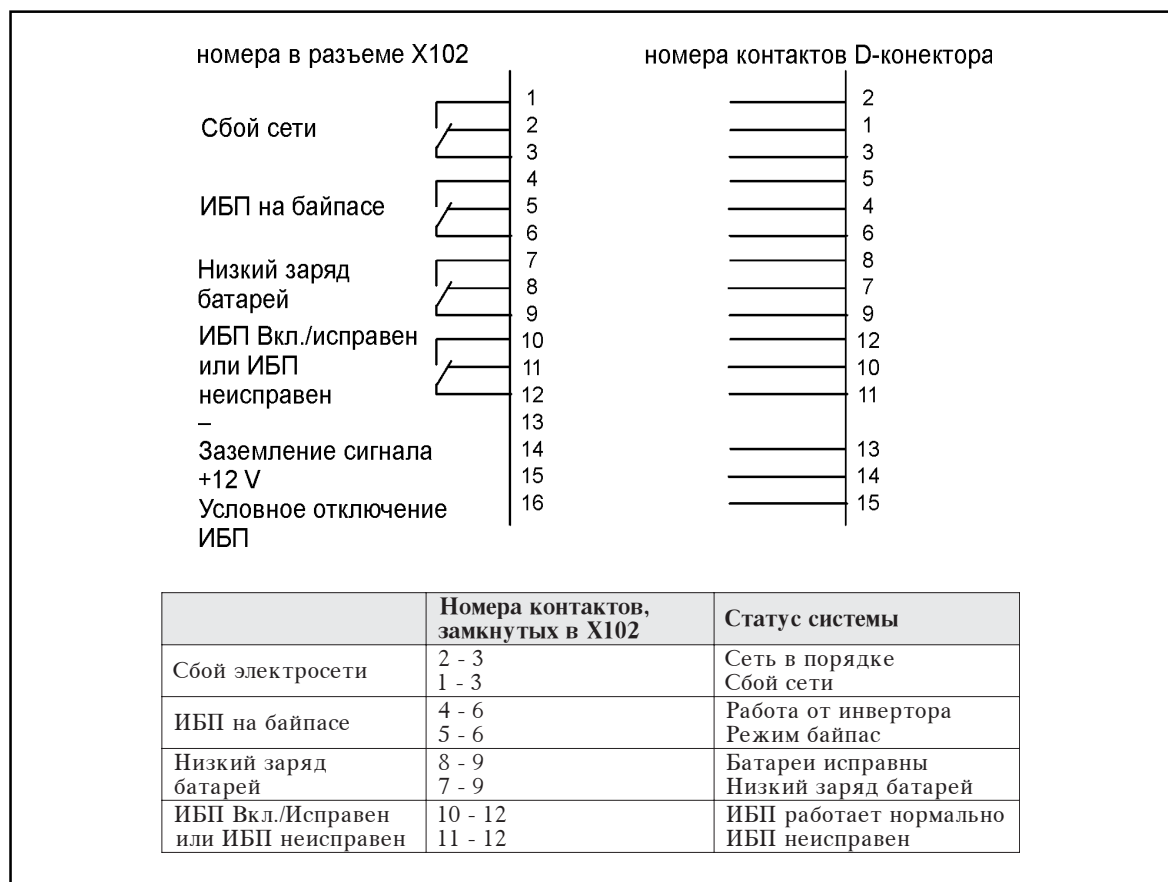 номера в разъеме X102
номера контактов D-конектора
Сбой сети
1
2
3
2
1
3
ИБП на байпасе
4
5
6
5
4
6
Низкий заряд
батарей
7
8
9
8
7
9
ИБП Вкл./исправен
или ИБП
неисправен
10
11
12
12
10
11
–
13
Заземление сигнала
14
13
+12 V
15
14
Условное отключение
ИБП
16
15
Номера контактов,
замкнутых в X102
Статус системы
Сбой электросети
2 - 3
Сеть в порядке
1 - 3
Сбой сети
ИБП на байпасе
4 - 6
Работа от инвертора
5 - 6
Режим байпас
Низкий заряд
батарей
8 - 9
Батареи исправны
7 - 9
Низкий заряд батарей
ИБП Вкл./Исправен
или ИБП неисправен
10 - 12
ИБП работает нормально
11 - 12
ИБП неисправен